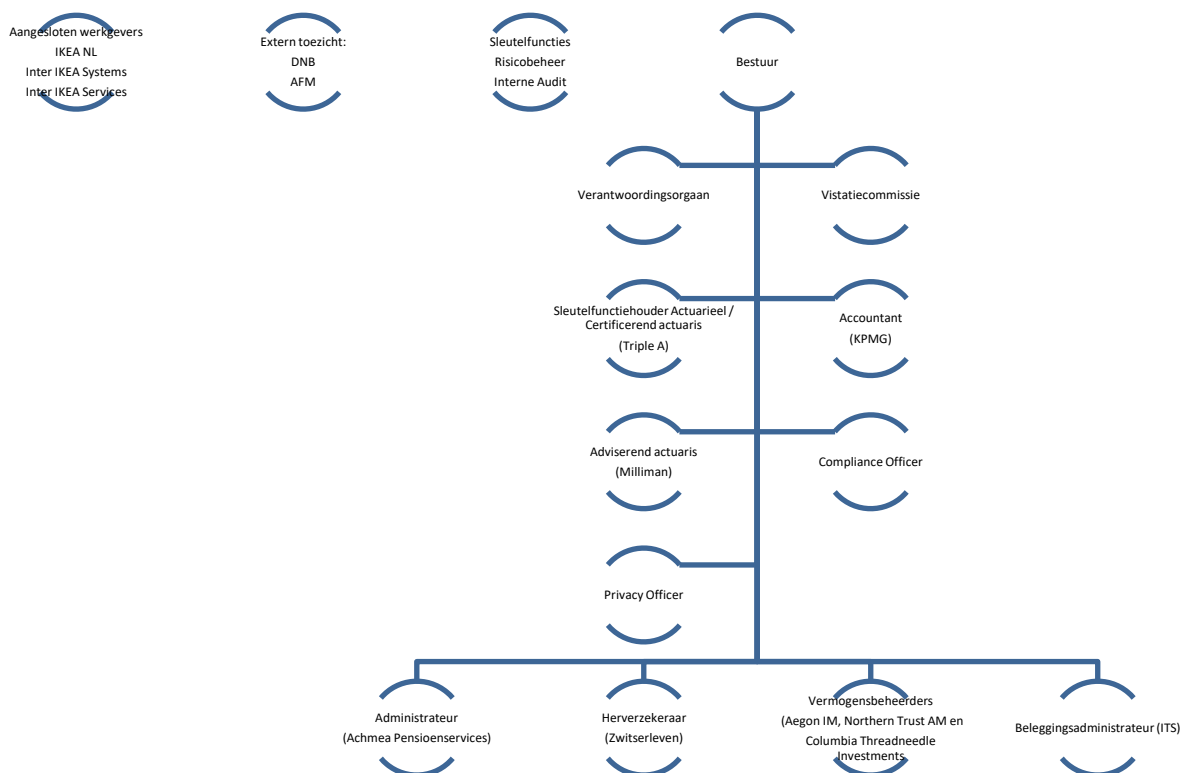 Aangesloten werkgevers
IKEA NL
Inter IKEA Systems
Inter IKEA Services
Extern toezicht:
DNB
AFM
Sleutelfuncties
Risicobeheer
Interne Audit
Bestuur
Verantwoordingsorgaan
Vistatiecommissie
Sleutelfunctiehouder Actuarieel /
Certificerend actuaris
(Triple A)
Accountant
(KPMG)
Adviserend actuaris
(Milliman)
Compliance Officer
Privacy Officer
Administrateur
(Achmea Pensioenservices)
Herverzekeraar
(Zwitserleven)
Vermogensbeheerders
(Aegon IM, Northern Trust AM en
Columbia Threadneedle
Investments
Beleggingsadministrateur (ITS)